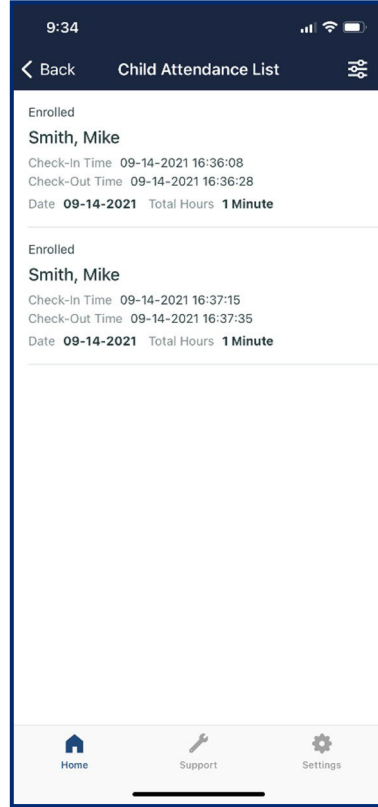 9:34
Back Child Attendance List
Enrolled
Smith, Mike
Check-In Time 09-14-2021 16:36:08
Check-Out Time 09-14-2021 16:36:28
Date 09-14-2021 Total Hours 1 Minute
Enrolled
Smith, Mike
Check-In Time 09-14-2021 16:37:15
Check-Out Time 09-14-2021 16:37:35
Date 09-14-2021 Total Hours 1 Minute
Home Support Settings